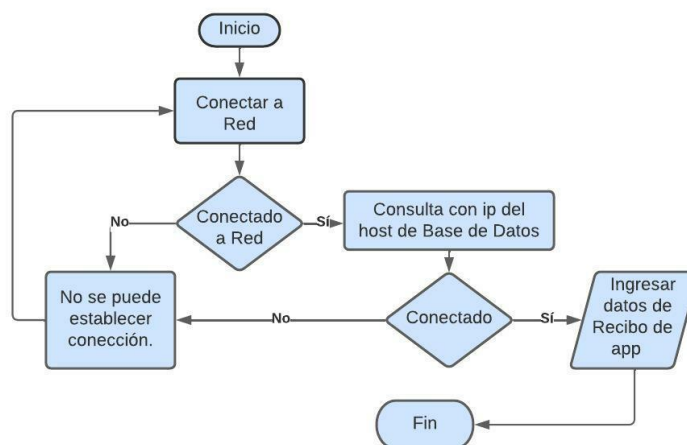 Inicio
Conectar a
Red
Conectado
a Red
No
Sí
Consulta con ip del
host de Base de Datos
No se puede
establecer
conección.
No
Conectado
Sí
Ingresar
datos de
Recibo de
app
Fin